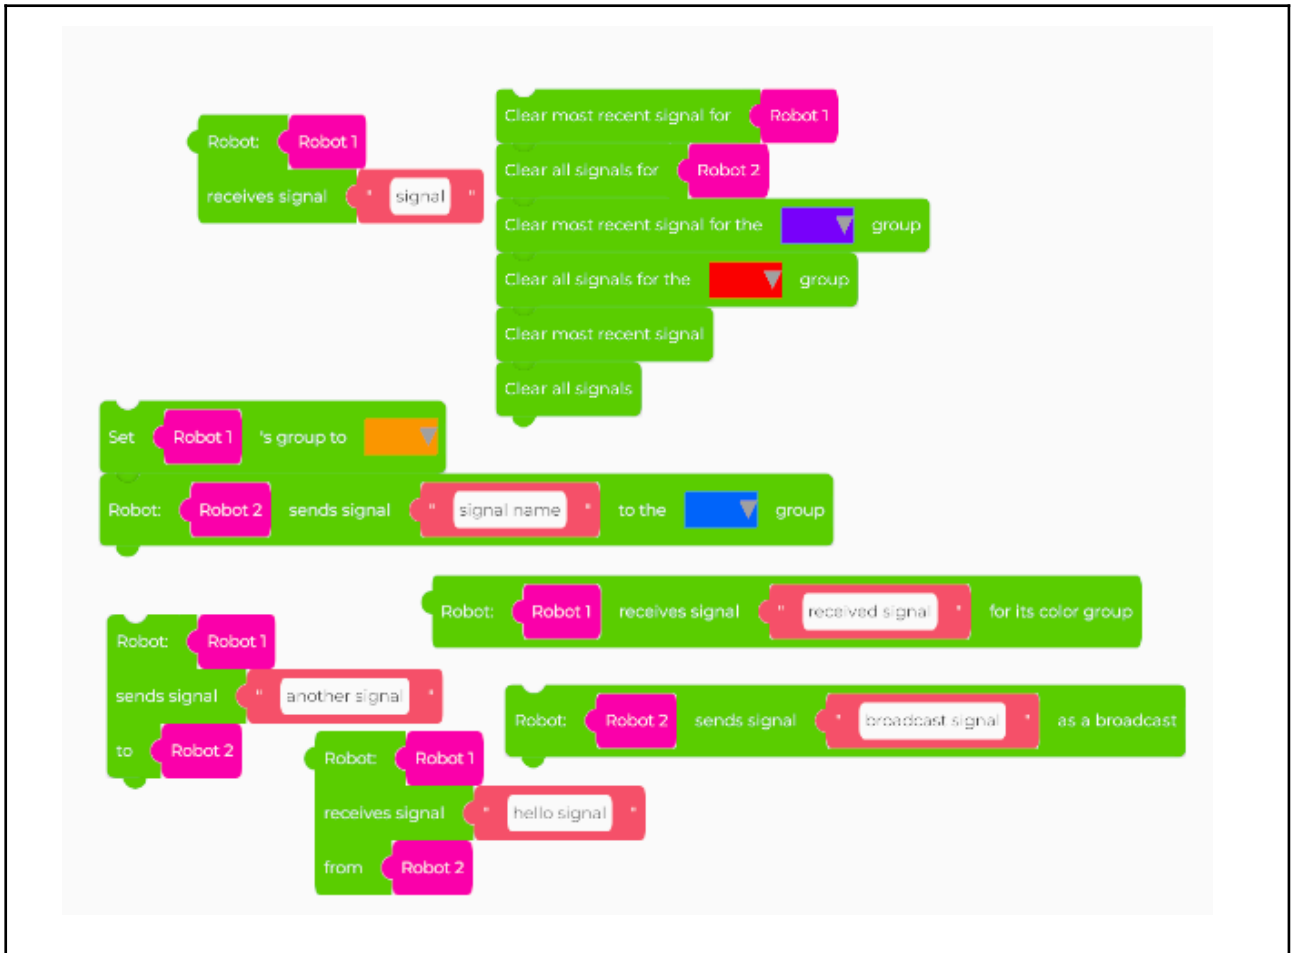 Robot: Robot 1
receives signal " signal "
Clear most recent signal for Robot 1
Clear all signals for Robot 2
Clear most recent signal for the group
Clear all signals for the group
Clear most recent signal
Clear all signals
Set Robot 1 's group to
Robot: Robot 2 sends signal " signal name " to the group
Robot: Robot 1 receives signal " received signal " for its color group
Robot: Robot 1
sends signal " another signal "
to Robot 2
Robot: Robot 2 sends signal " broadcast signal " as a broadcast
Robot: Robot 1
receives signal " hello signal "
from Robot 2